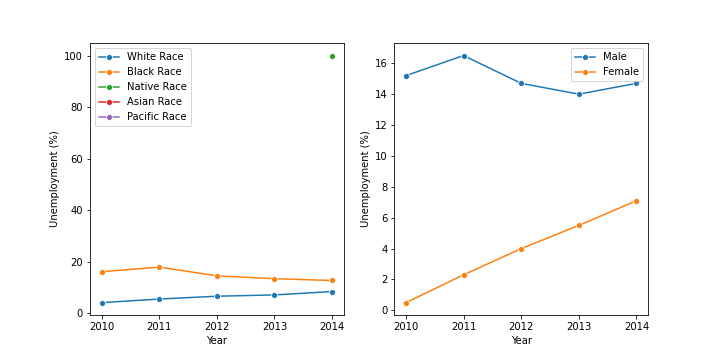 100
80
60
40
20
0
Unemployment (%)
White Race
Black Race
Native Race
Asian Race
Pacific Race
2010 2011 2012 2013 2014
Year
16
14
12
10
8
6
4
2
0
Unemployment (%)
Male
Female
2010 2011 2012 2013 2014
Year